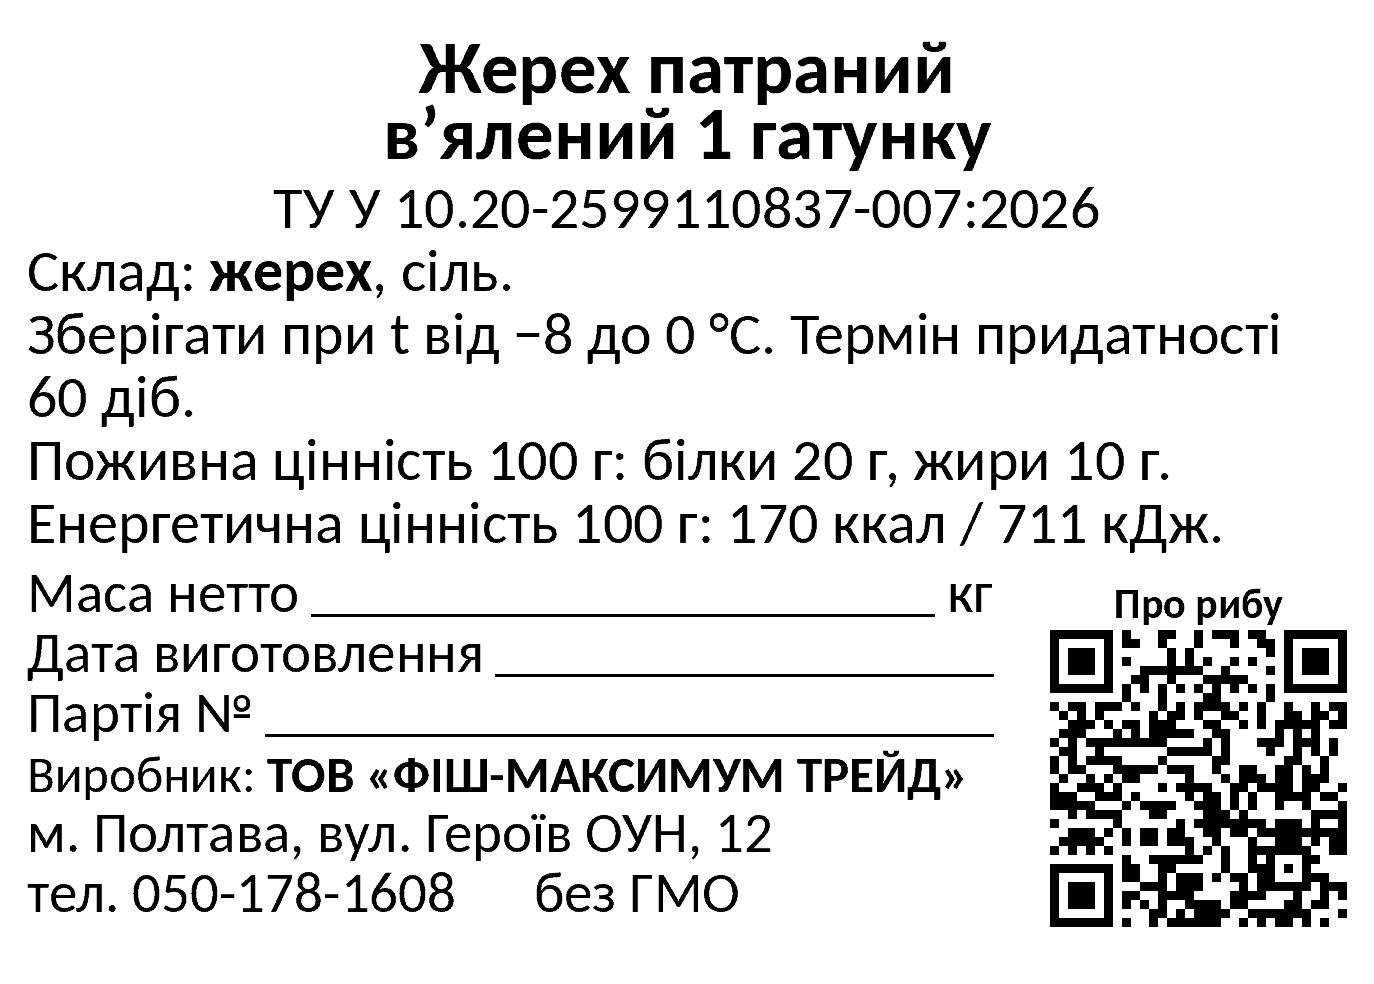 Жерех патраний
в’ялений 1 гатунку
ТУ У 10.20-2599110837-007:2026
Склад: жерех, сіль.
Зберігати при t від −8 до 0 °C. Термін придатності
60 діб.
Поживна цінність 100 г: білки 20 г, жири 10 г.
Енергетична цінність 100 г: 170 ккал / 711 кДж.
Маса нетто ______________________ кг
Дата виготовлення __________________
Партія № __________________________
Про рибу
Виробник: ТОВ «ФІШ-МАКСИМУМ ТРЕЙД»
м. Полтава, вул. Героїв ОУН, 12
тел. 050-178-1608 без ГМО